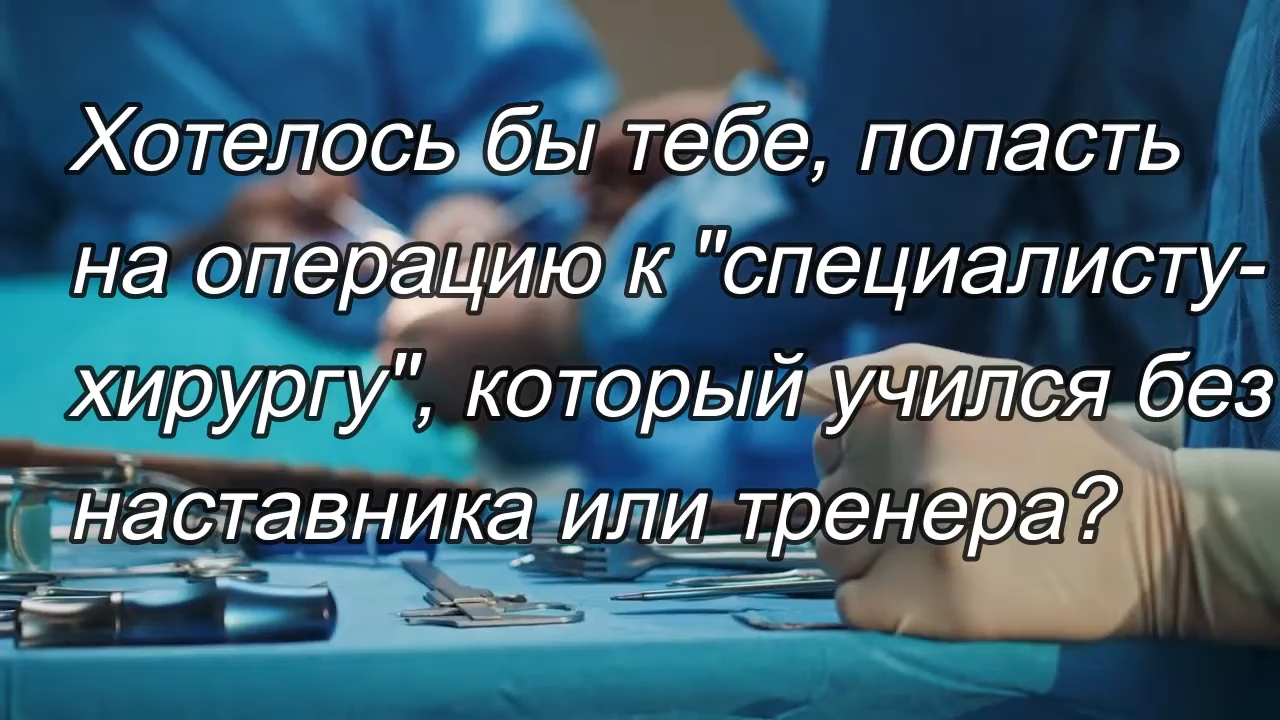 Хотелось бы тебе, попасть
на операцию к "специалисту-
хирургу", который учился без
наставника или тренера?